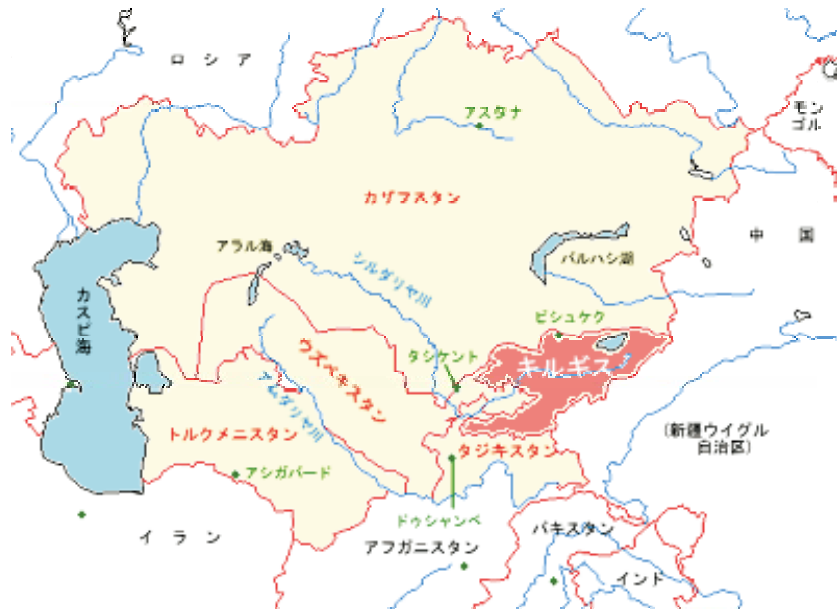 ロシア
アスタナ
モン
ゴル
カザフスタン
中国
アラル海
バルハシ湖
シルダリヤ川
カスピ海
ビシュケク
タシケント
キルギス
ウズベキスタン
アムダリヤ川
トルクメニスタン
タジキスタン
(新疆ウイグル
自治区)
アシガバード
ドゥシャンベ
イラン
アフガニスタン
パキスタン
インド